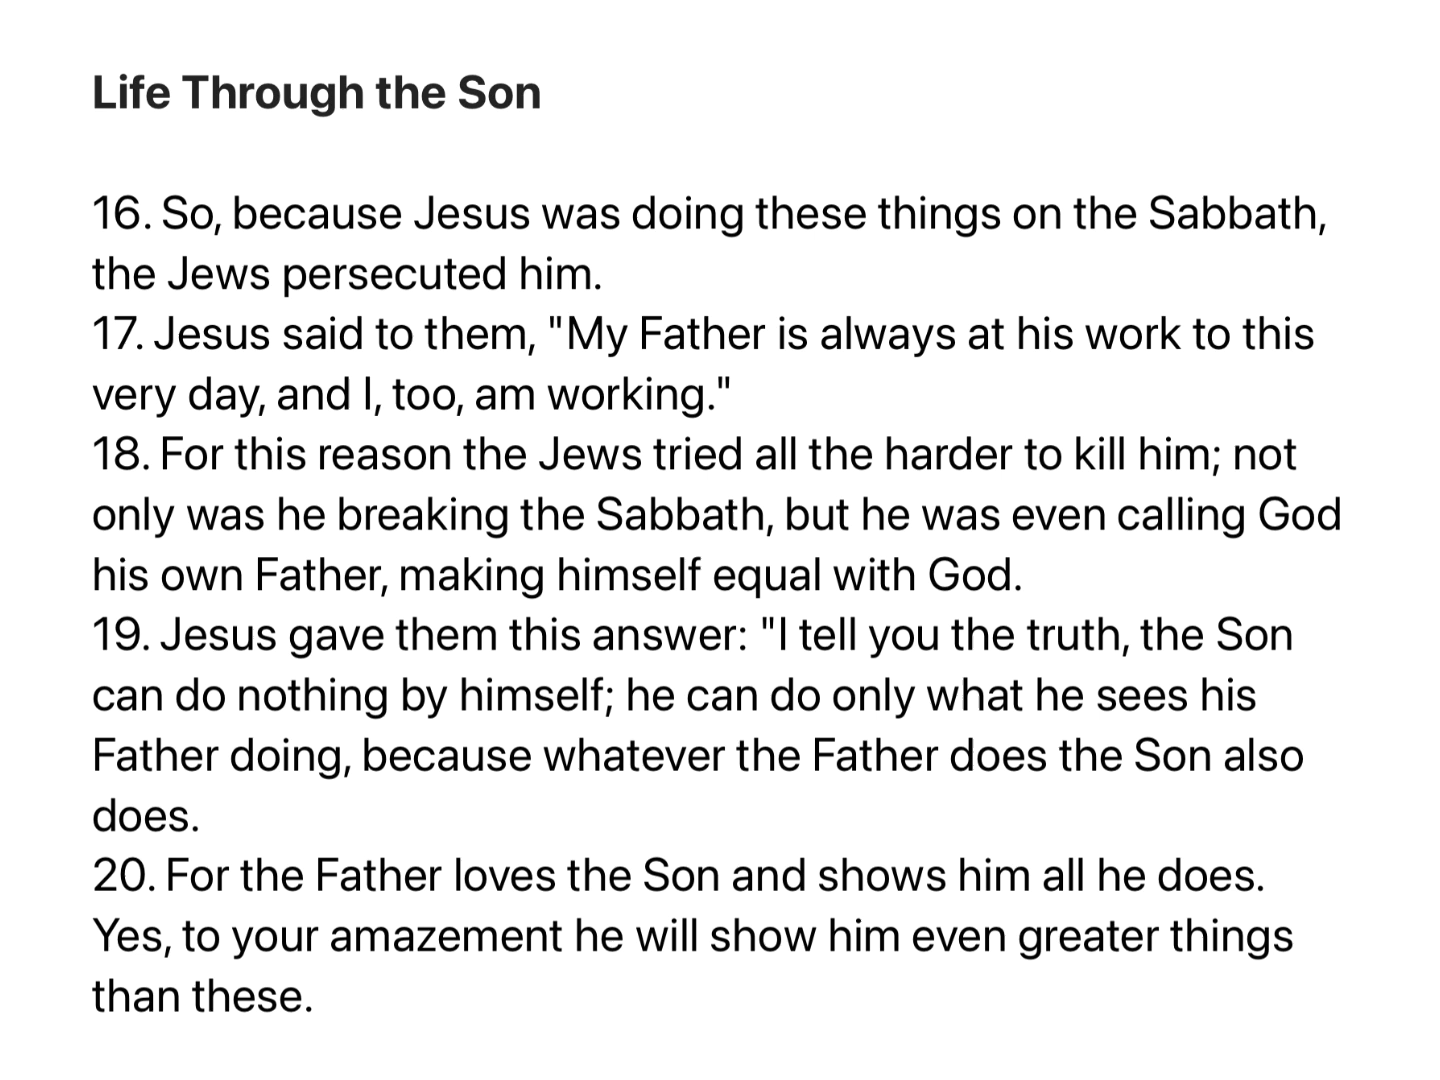 Life Through the Son
16. So, because Jesus was doing these things on the Sabbath,
the Jews persecuted him.
17. Jesus said to them, "My Father is always at his work to this
very day, and I, too, am working."
18. For this reason the Jews tried all the harder to kill him; not
only was he breaking the Sabbath, but he was even calling God
his own Father, making himself equal with God.
19. Jesus gave them this answer: "I tell you the truth, the Son
can do nothing by himself; he can do only what he sees his
Father doing, because whatever the Father does the Son also
does.
20. For the Father loves the Son and shows him all he does.
Yes, to your amazement he will show him even greater things
than these.